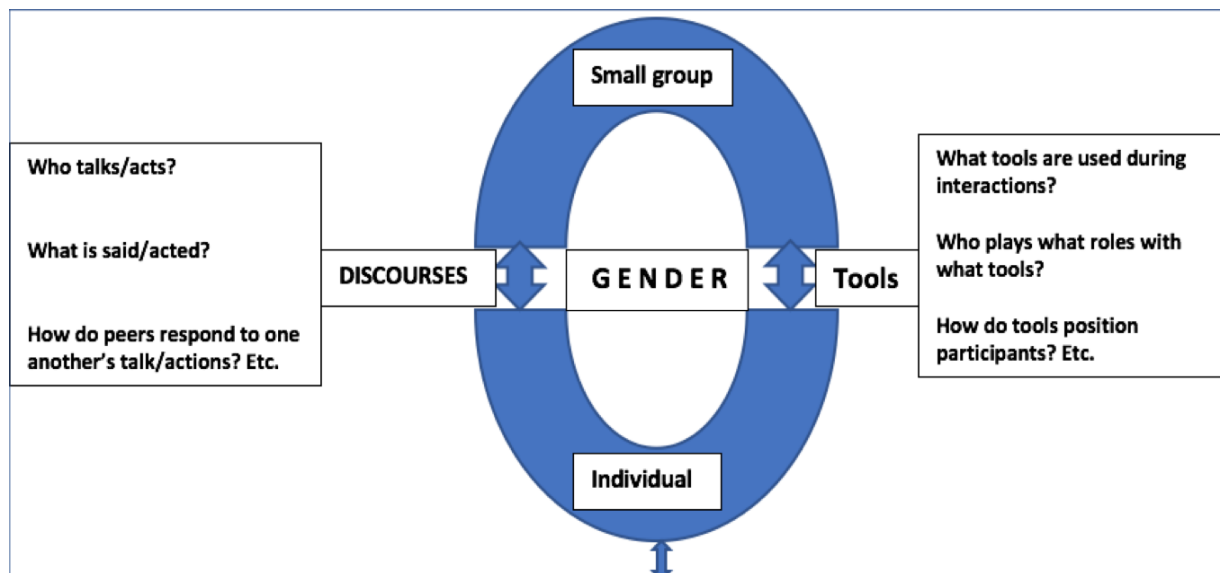 Small group
Who talks/acts?
What is said/acted?
How do peers respond to one
another's talk/actions? Etc.
DISCOURSES
G E N D E R
Tools
What tools are used during
interactions?
Who plays what roles with
what tools?
How do tools position
participants? Etc.
Individual